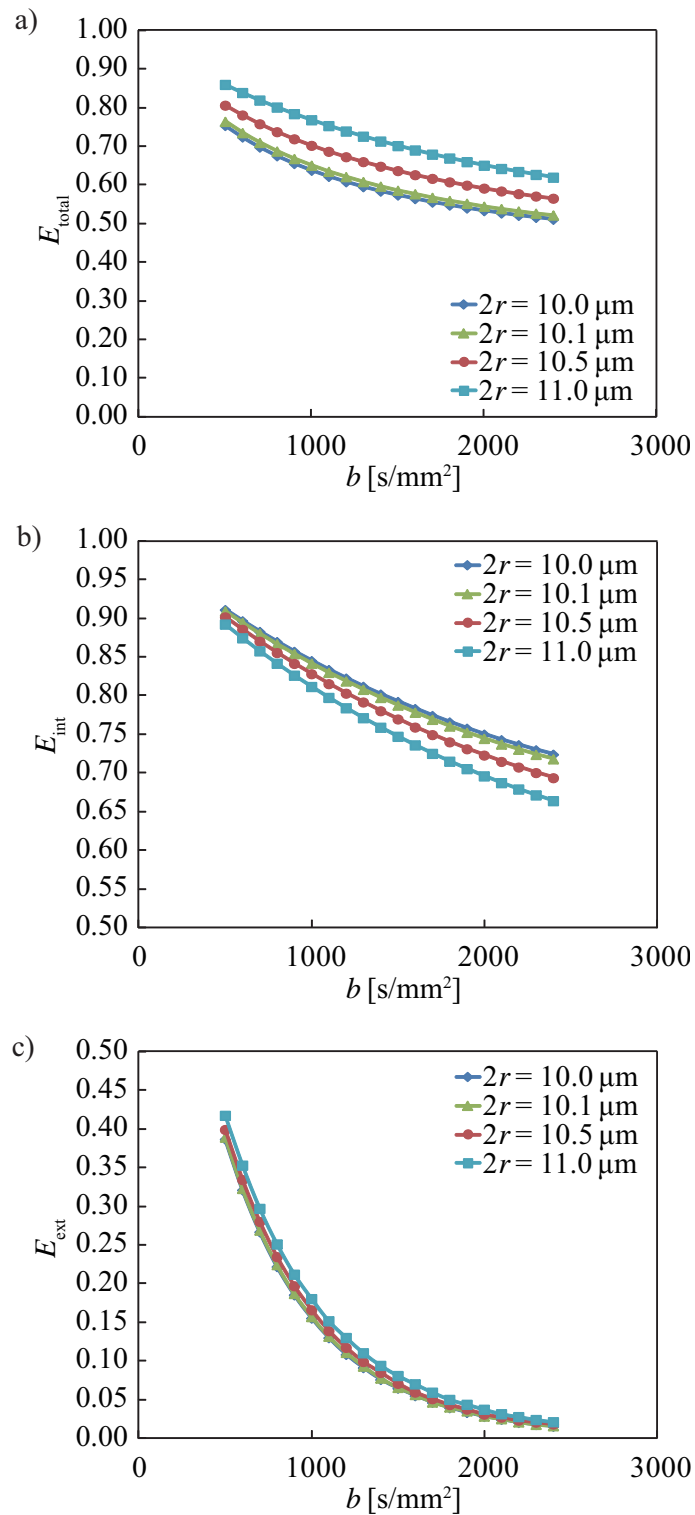 a)
1.00
0.90
0.80
0.70
0.60
0.50
0.40
0.30
0.20
0.10
0.00
E_total
2r = 10.0 μm
2r = 10.1 μm
2r = 10.5 μm
2r = 11.0 μm
0 1000 2000 3000
b [s/mm²]
b)
1.00
0.95
0.90
0.85
0.80
0.75
0.70
0.65
0.60
0.55
0.50
E_int
2r = 10.0 μm
2r = 10.1 μm
2r = 10.5 μm
2r = 11.0 μm
0 1000 2000 3000
b [s/mm²]
c)
0.50
0.45
0.40
0.35
0.30
0.25
0.20
0.15
0.10
0.05
0.00
E_ext
2r = 10.0 μm
2r = 10.1 μm
2r = 10.5 μm
2r = 11.0 μm
0 1000 2000 3000
b [s/mm²]